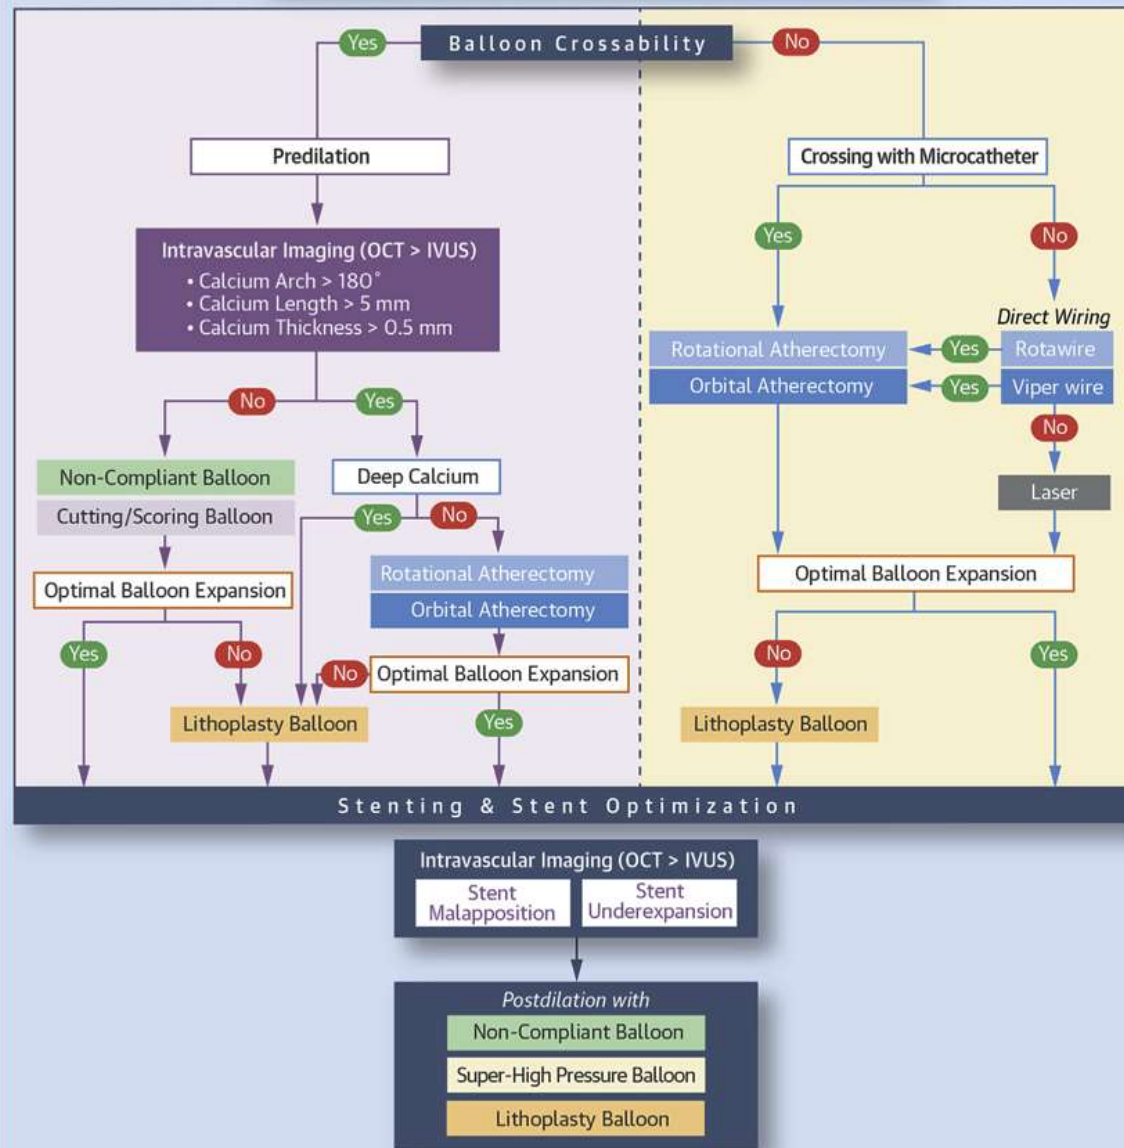 Balloon Crossability
Yes
No
Predilation
Intravascular Imaging (OCT > IVUS)
• Calcium Arch > 180°
• Calcium Length > 5 mm
• Calcium Thickness > 0.5 mm
No
Yes
Non-Compliant Balloon
Cutting/Scoring Balloon
Deep Calcium
Yes
No
Optimal Balloon Expansion
Rotational Atherectomy
Orbital Atherectomy
Yes
No
No
Optimal Balloon Expansion
Lithoplasty Balloon
Yes
Crossing with Microcatheter
Yes
No
Direct Wiring
Rotational Atherectomy
Yes
Rotawire
Orbital Atherectomy
Yes
Viper wire
No
Laser
Optimal Balloon Expansion
No
Yes
Lithoplasty Balloon
Stenting & Stent Optimization
Intravascular Imaging (OCT > IVUS)
Stent
Malapposition
Stent
Underexpansion
Postdilation with
Non-Compliant Balloon
Super-High Pressure Balloon
Lithoplasty Balloon